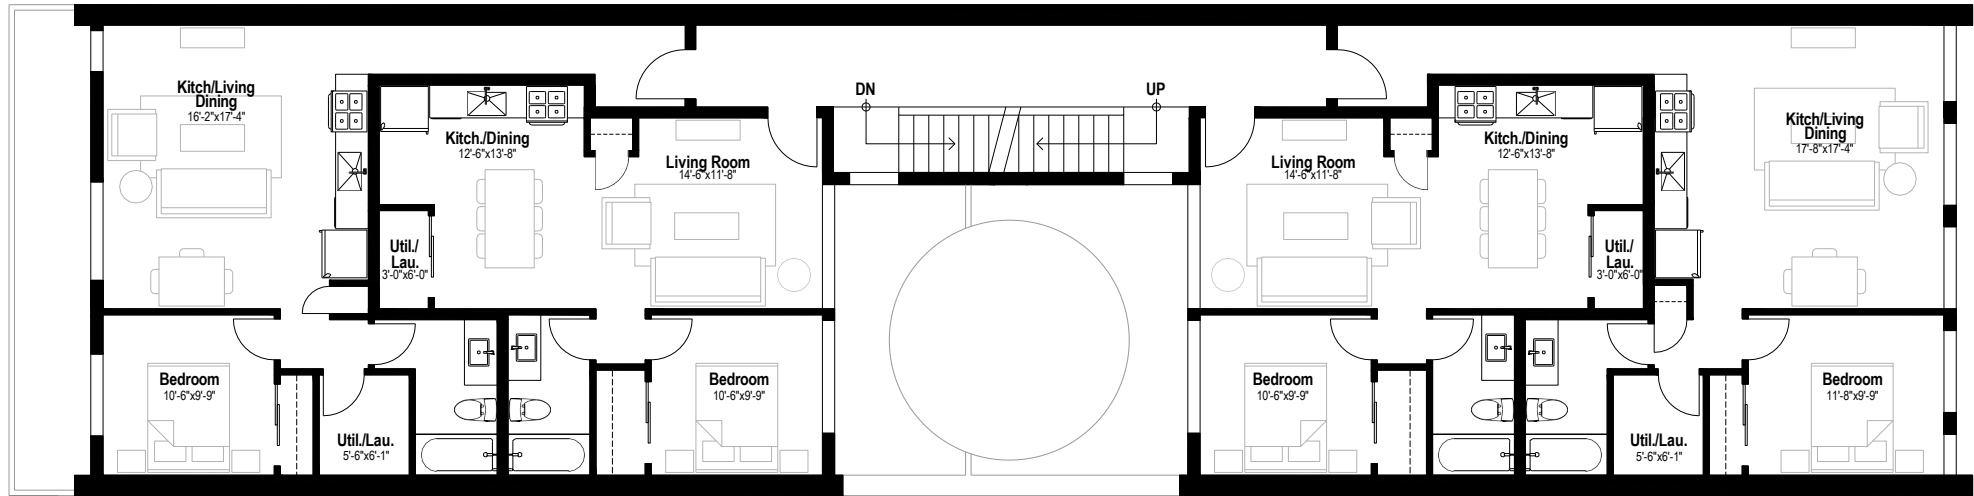 Kitch/Living
Dining
16'-2"x17'-4"
Kitch./Dining
12'-6"x13'-8"
Living Room
14'-6"x11'-8"
Util./
Lau.
3'-0"x6'-0"
Bedroom
10'-6"x9'-9"
Util./Lau.
5'-6"x6'-1"
Bedroom
10'-6"x9'-9"
DN
UP
Living Room
14'-6"x11'-8"
Kitch./Dining
12'-6"x13'-8"
Kitch/Living
Dining
17'-8"x17'-4"
Util./
Lau.
3'-0"x6'-0"
Bedroom
10'-6"x9'-9"
Util./Lau.
5'-6"x6'-1"
Bedroom
11'-8"x9'-9"